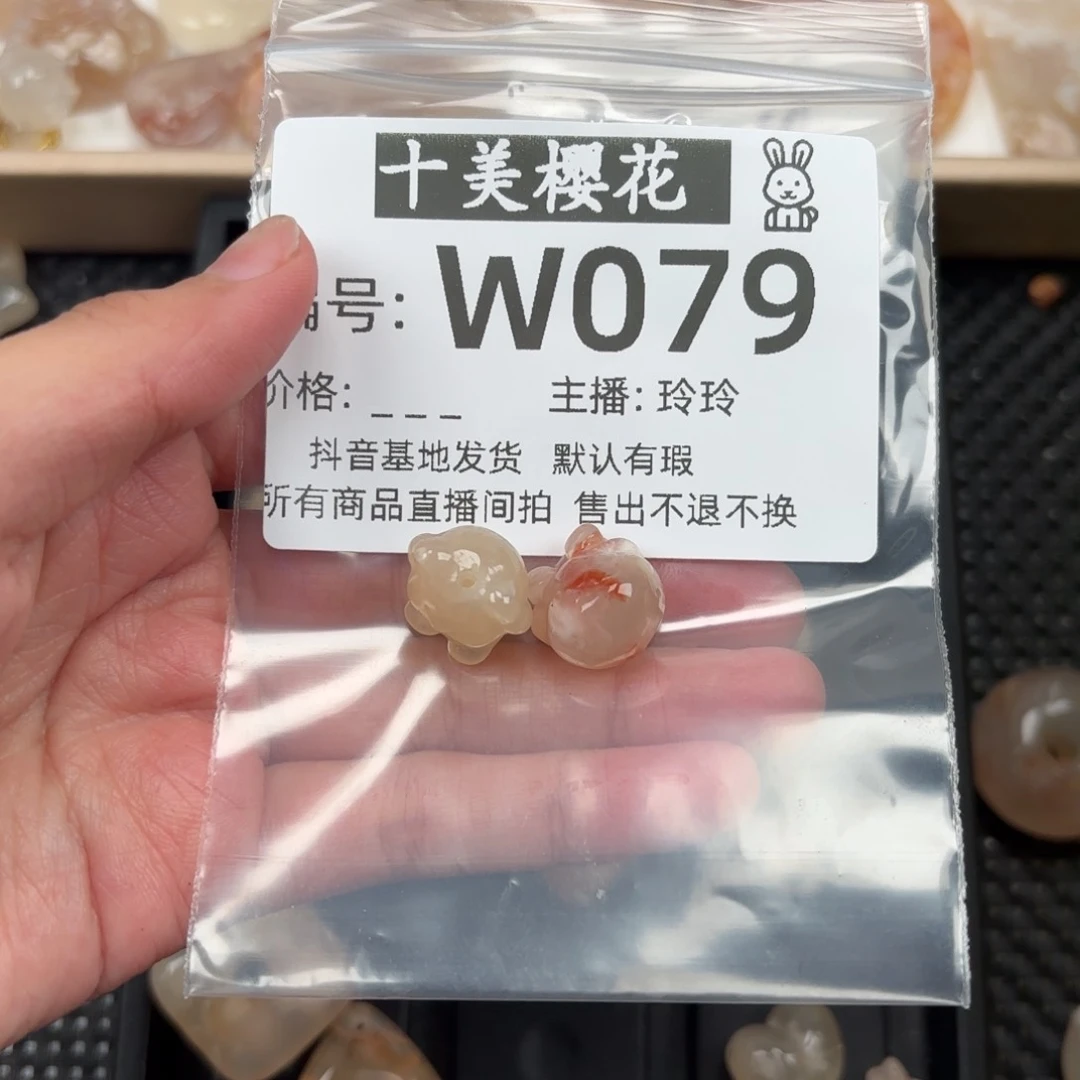 十美樱花
编号: W079
价格: _ _ _ 主播: 玲玲
抖音基地发货 默认有瑕
所有商品直播间拍 售出不退不换